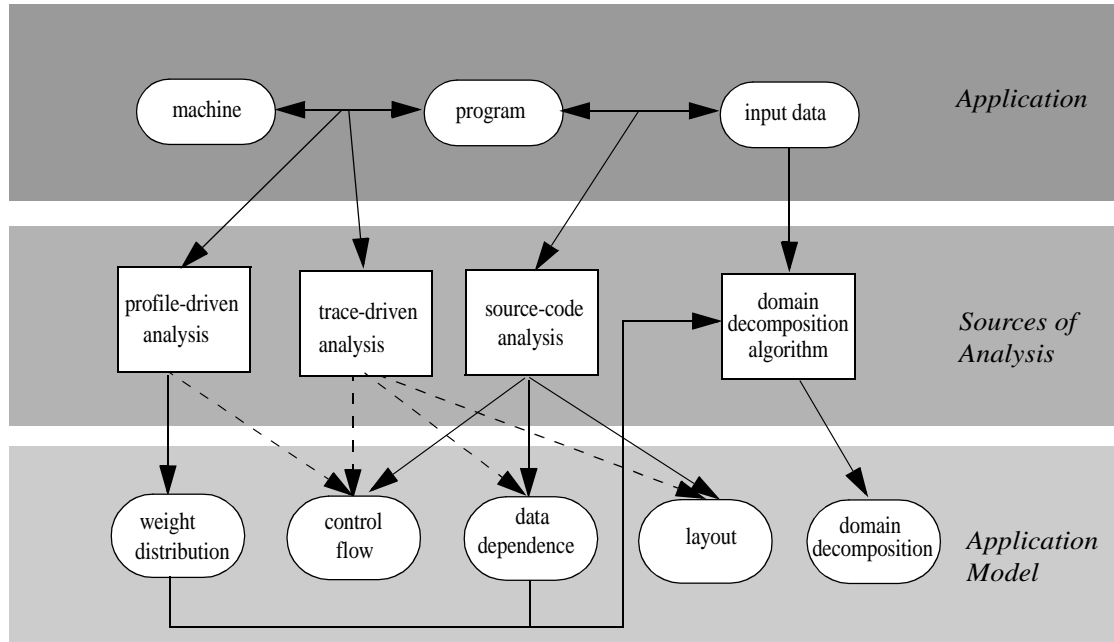 machine
program
input data
Application
profile-driven
analysis
trace-driven
analysis
source-code
analysis
domain
decomposition
algorithm
Sources of
Analysis
weight
distribution
control
flow
data
dependence
layout
domain
decomposition
Application
Model